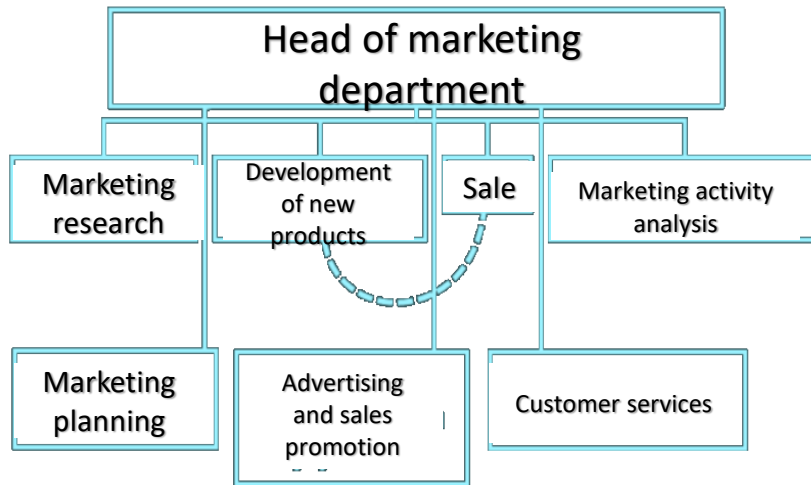 Head of marketing
department
Marketing
research
Development
of new
products
Sale
Marketing activity
analysis
Marketing
planning
Advertising
and sales
promotion
Customer services